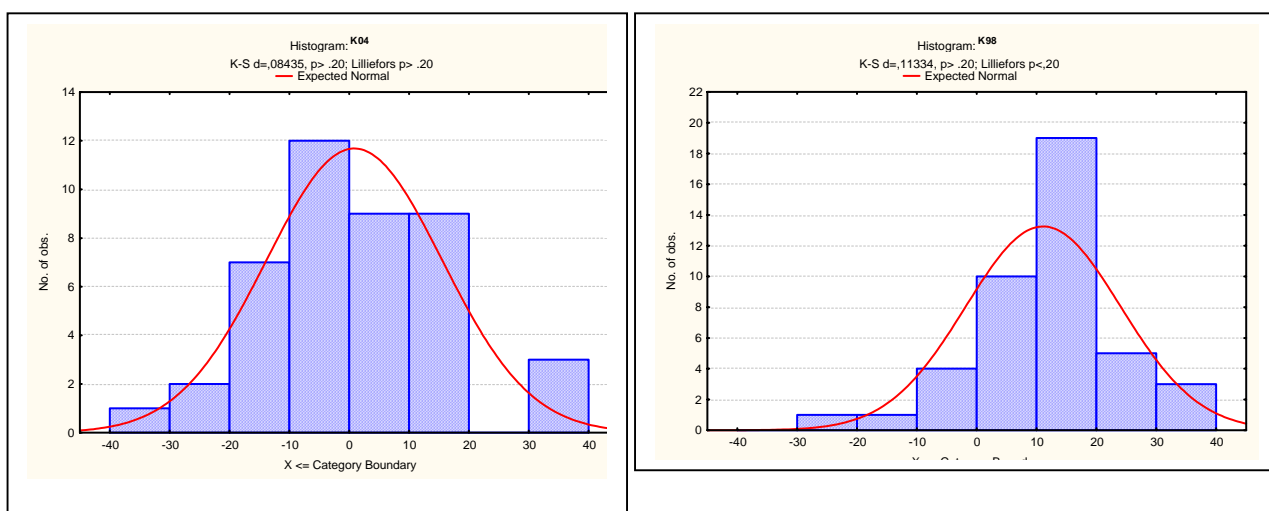 Histogram: K04
K-S d=,08435, p> .20; Lilliefors p> .20
Expected Normal
14
12
10
8
6
4
2
0
No. of obs.
-40 -30 -20 -10 0 10 20 30 40
X <= Category Boundary
Histogram: K98
K-S d=,11334, p> .20; Lilliefors p<,20
Expected Normal
22
20
18
16
14
12
10
8
6
4
2
0
No. of obs.
-40 -30 -20 -10 0 10 20 30 40